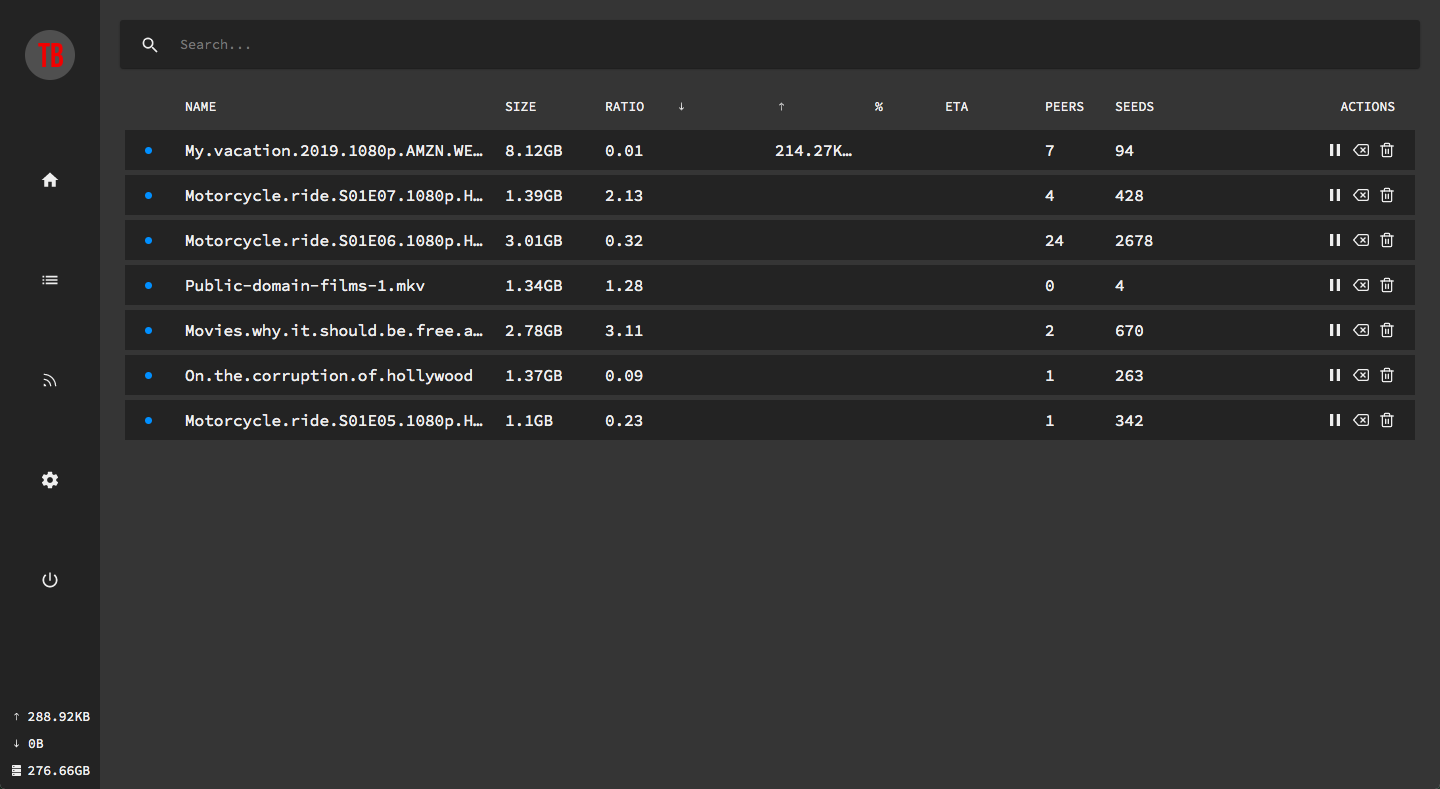 TB
Search...
NAME SIZE RATIO ↓ ↑ % ETA PEERS SEEDS ACTIONS
My.vacation.2019.1080p.AMZN.WE… 8.12GB 0.01 214.27K… 7 94
Motorcycle.ride.S01E07.1080p.H… 1.39GB 2.13 4 428
Motorcycle.ride.S01E06.1080p.H… 3.01GB 0.32 24 2678
Public-domain-films-1.mkv 1.34GB 1.28 0 4
Movies.why.it.should.be.free.a… 2.78GB 3.11 2 670
On.the.corruption.of.hollywood 1.37GB 0.09 1 263
Motorcycle.ride.S01E05.1080p.H… 1.1GB 0.23 1 342
↑ 288.92KB
↓ 0B
276.66GB